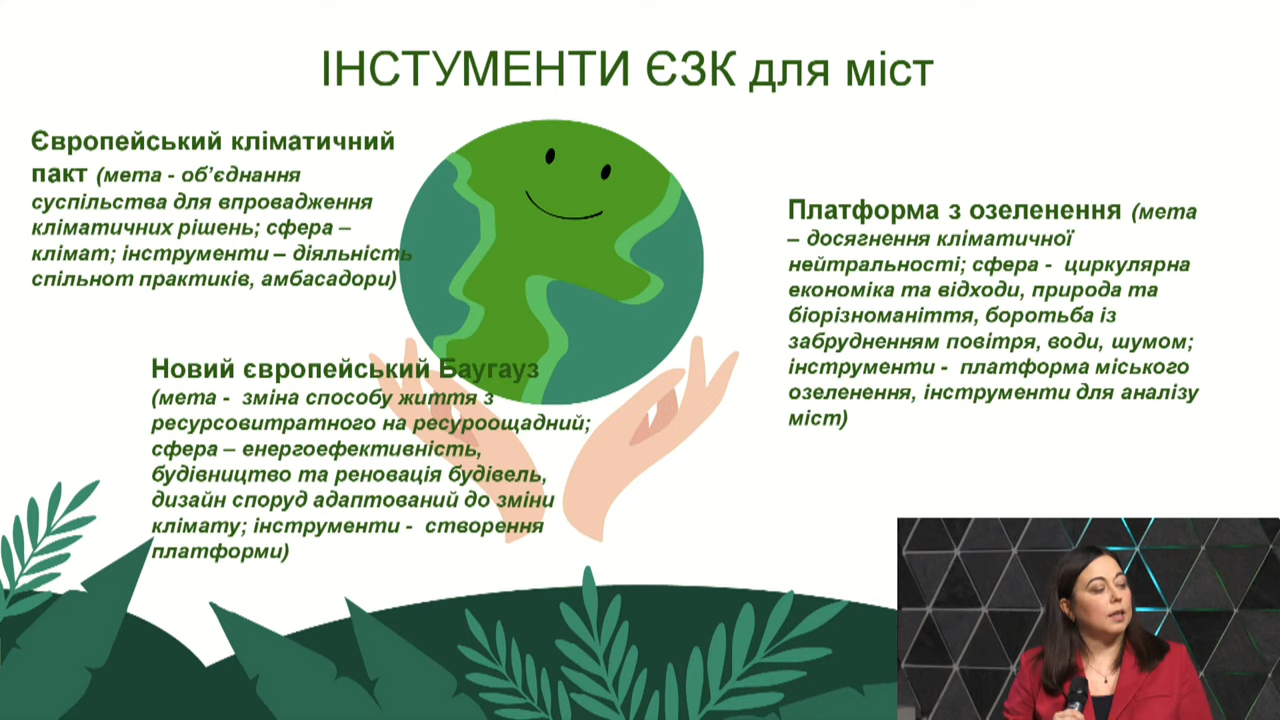 ІНСТУМЕНТИ ЄЗК для міст
Європейський кліматичний
пакт (мета - об’єднання
суспільства для впровадження
кліматичних рішень; сфера –
клімат; інструменти – діяльність
спільнот практиків, амбасадори)
Новий європейський Баугауз
(мета - зміна способу життя з
ресурсовитратного на ресуроощадний;
сфера – енергоефективність,
будівництво та реновація будівель,
дизайн споруд адаптований до зміни
клімату; інструменти - створення
платформи)
Платформа з озеленення (мета
– досягнення кліматичної
нейтральності; сфера - циркулярна
економіка та відходи, природа та
біорізноманіття, боротьба із
забрудненням повітря, води, шумом;
інструменти - платформа міського
озеленення, інструменти для аналізу
міст)